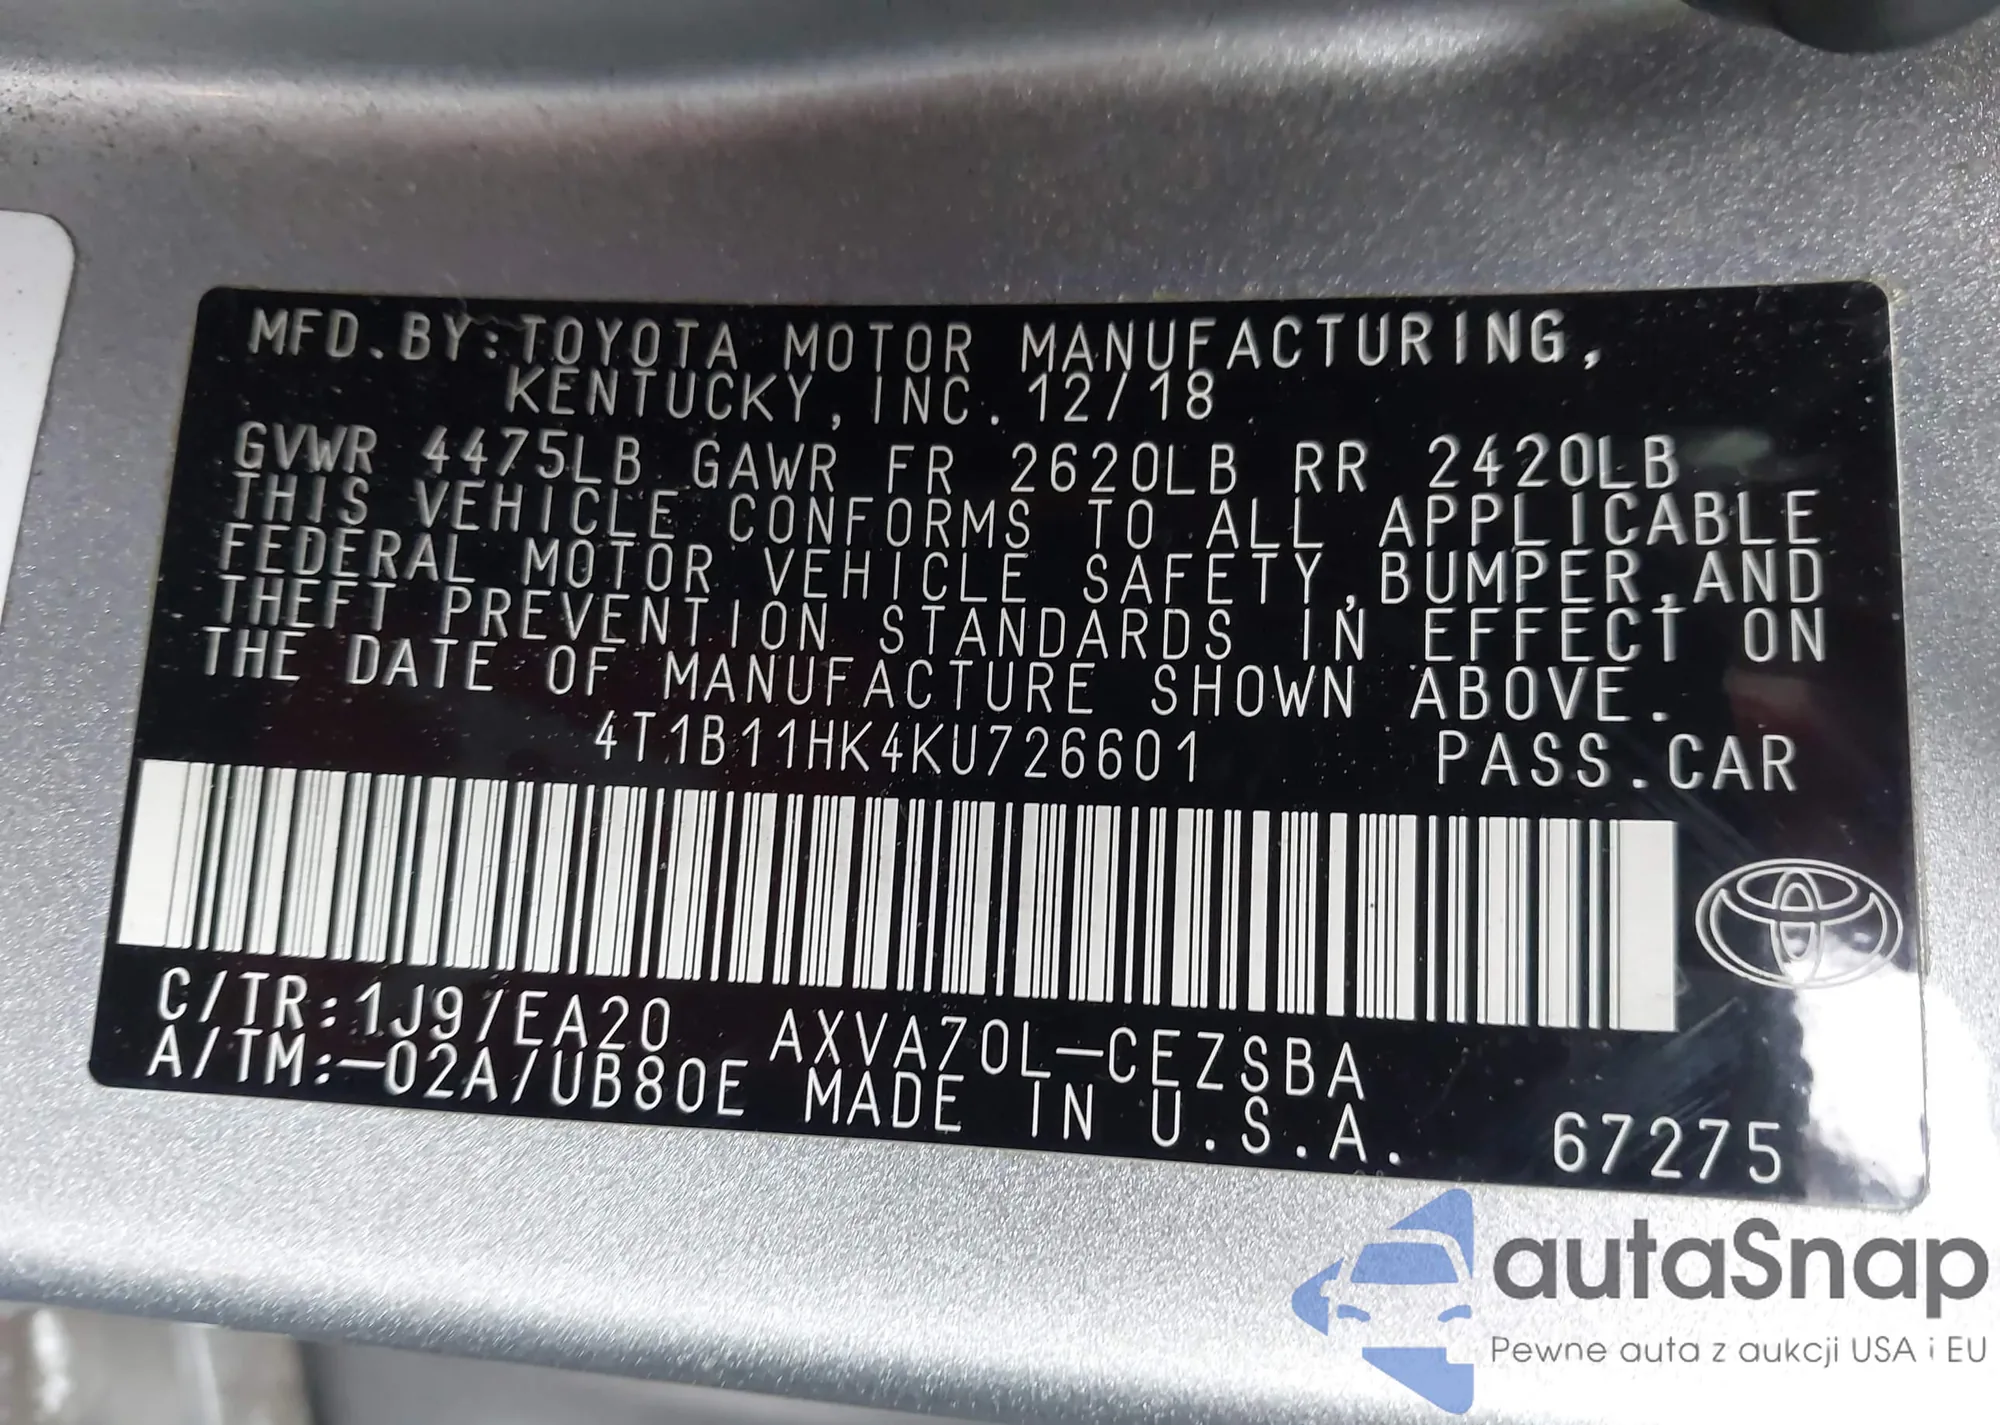 MFD.BY:TOYOTA MOTOR MANUFACTURING,
KENTUCKY, INC. 12/18
GVWR 4475LB GAWR FR 2620LB RR 2420LB
THIS VEHICLE CONFORMS TO ALL APPLICABLE
FEDERAL MOTOR VEHICLE SAFETY,BUMPER,AND
THEFT PREVENTION STANDARDS IN EFFECT ON
THE DATE OF MANUFACTURE SHOWN ABOVE.
4T1B11HK4KU726601 PASS.CAR
C/TR:1J9/EA20 AXVA70L-CEZSBA
A/TM:-02A/UB80E MADE IN U.S.A. 67275
autaSnap
Pewne auta z aukcji USA i EU